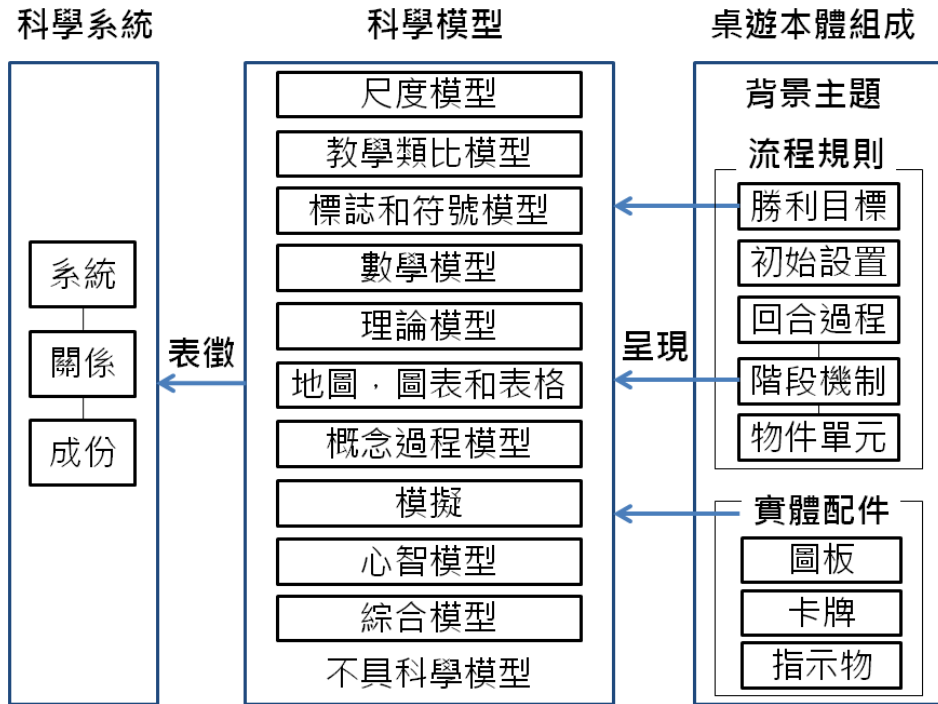 科學系統
系統
關係
成份
表徵
科學模型
尺度模型
教學類比模型
標誌和符號模型
數學模型
理論模型
地圖，圖表和表格
概念過程模型
模擬
心智模型
綜合模型
不具科學模型
呈現
桌遊本體組成
背景主題
流程規則
勝利目標
初始設置
回合過程
階段機制
物件單元
實體配件
圖板
卡牌
指示物